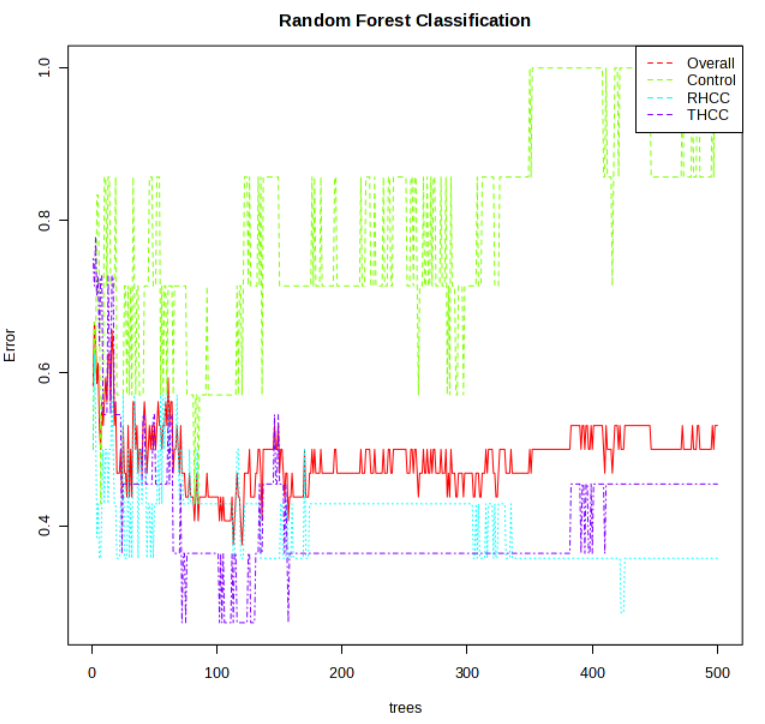 Random Forest Classification
Overall
Control
RHCC
THCC
1.0
0.8
0.6
0.4
Error
0
100
200
300
400
500
trees